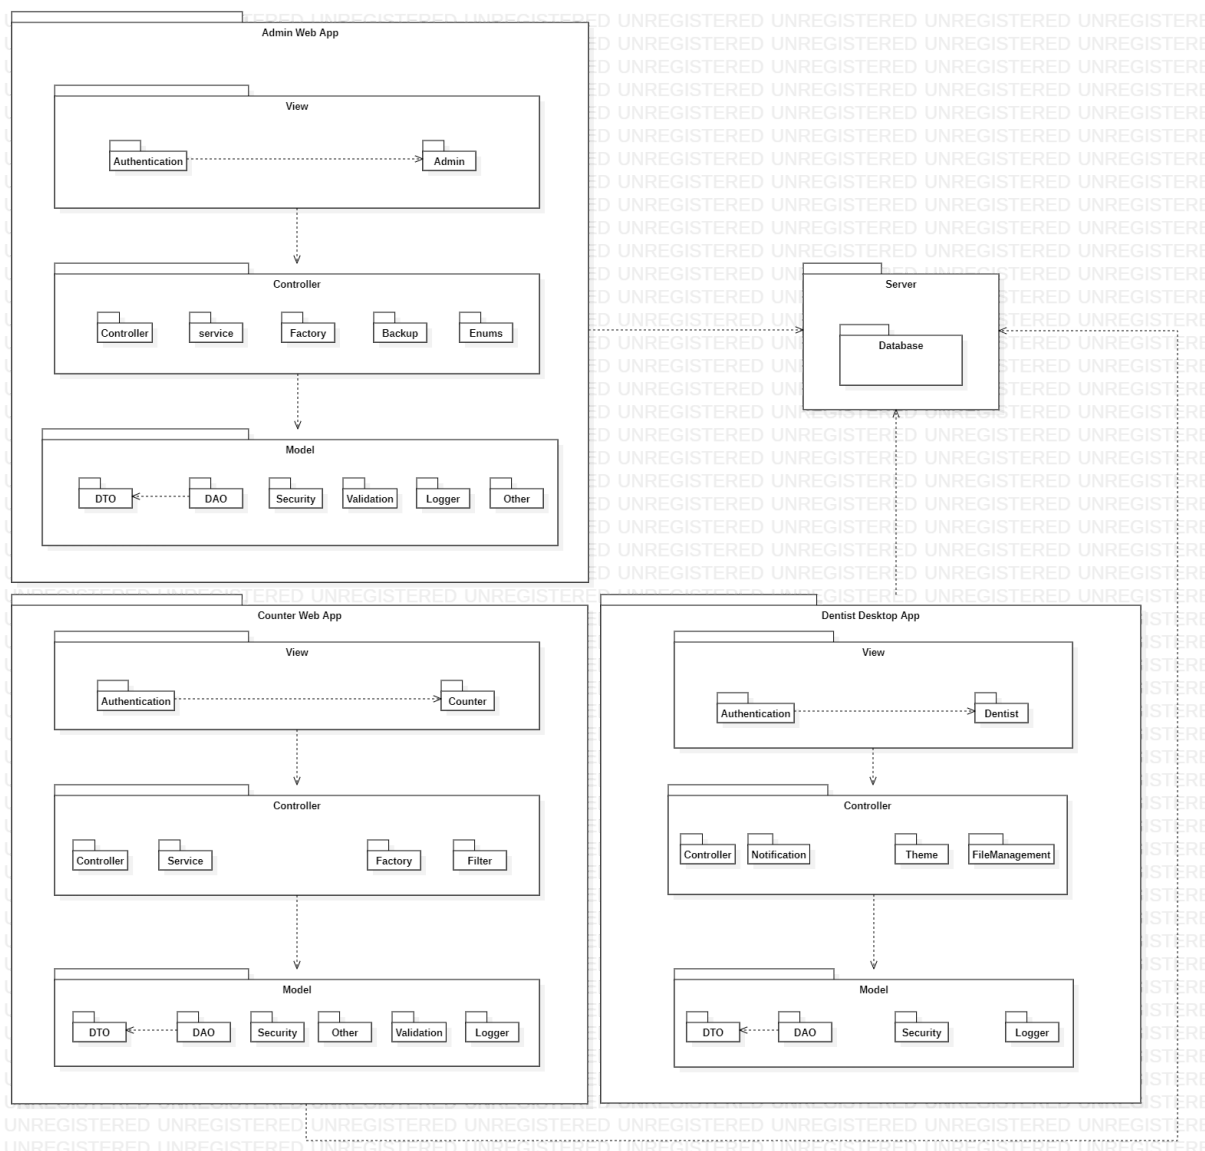 Admin Web App
View
Authentication
Admin
Controller
Controller
service
Factory
Backup
Enums
Model
DTO
DAO
Security
Validation
Logger
Other
Server
Database
Counter Web App
View
Authentication
Counter
Controller
Controller
Service
Factory
Filter
Model
DTO
DAO
Security
Other
Validation
Logger
Dentist Desktop App
View
Authentication
Dentist
Controller
Controller
Notification
Theme
FileManagement
Model
DTO
DAO
Security
Logger
UNREGISTERED UNREGISTERED UNREGISTERED UNREGISTERED UNREGISTERED UNREGISTERED UNREGISTERED